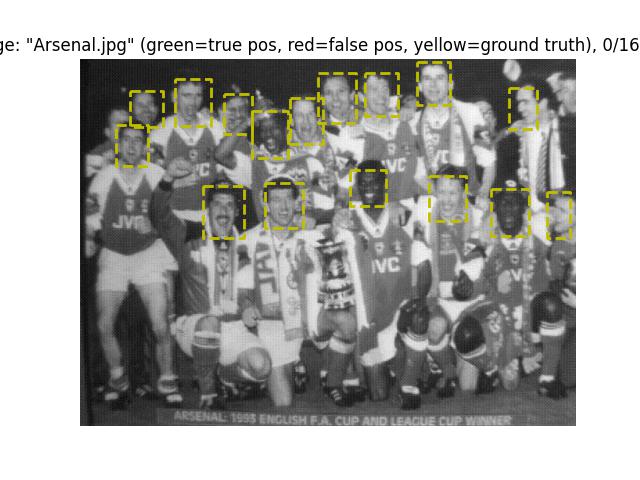 ge: "Arsenal.jpg" (green=true pos, red=false pos, yellow=ground truth), 0/16
JVC
JVC
ARSENAL: 1993 ENGLISH F.A. CUP AND LEAGUE CUP WINNER